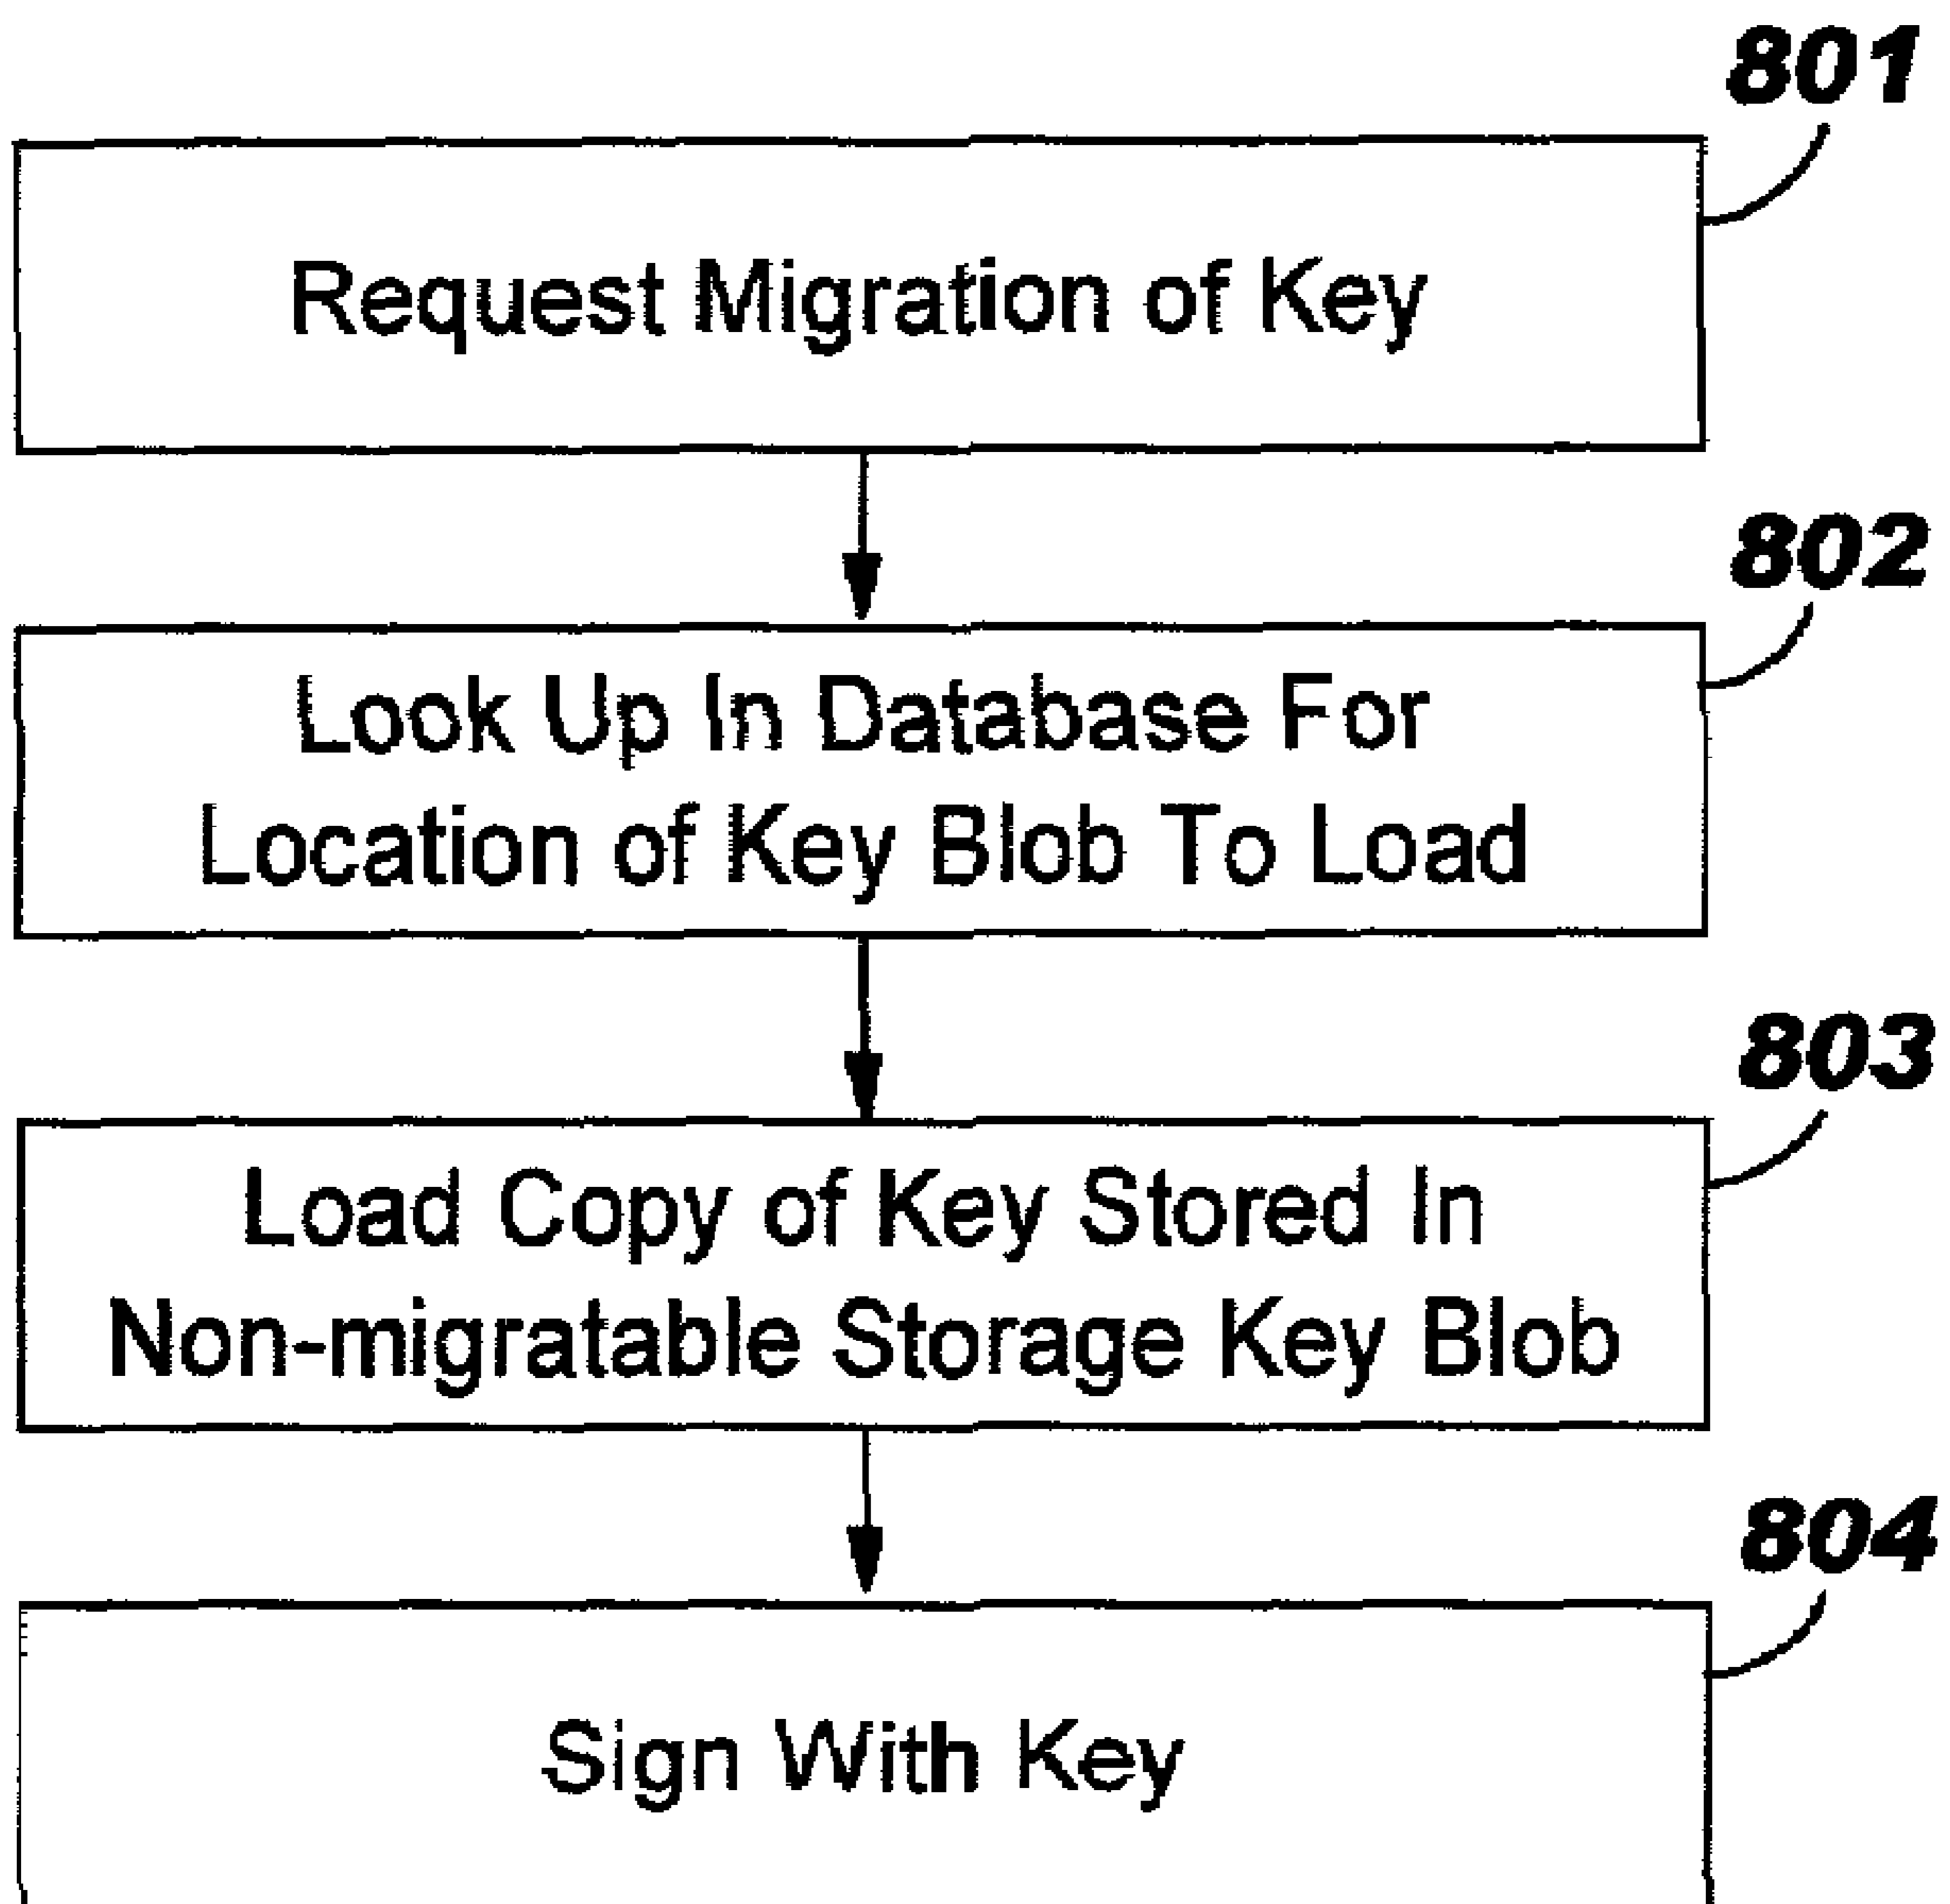 801
Request Migration of Key
802
Look Up In Database For
Location of Key Blob To Load
803
Load Copy of Key Stored In
Non-migratable Storage Key Blob
804
Sign With Key